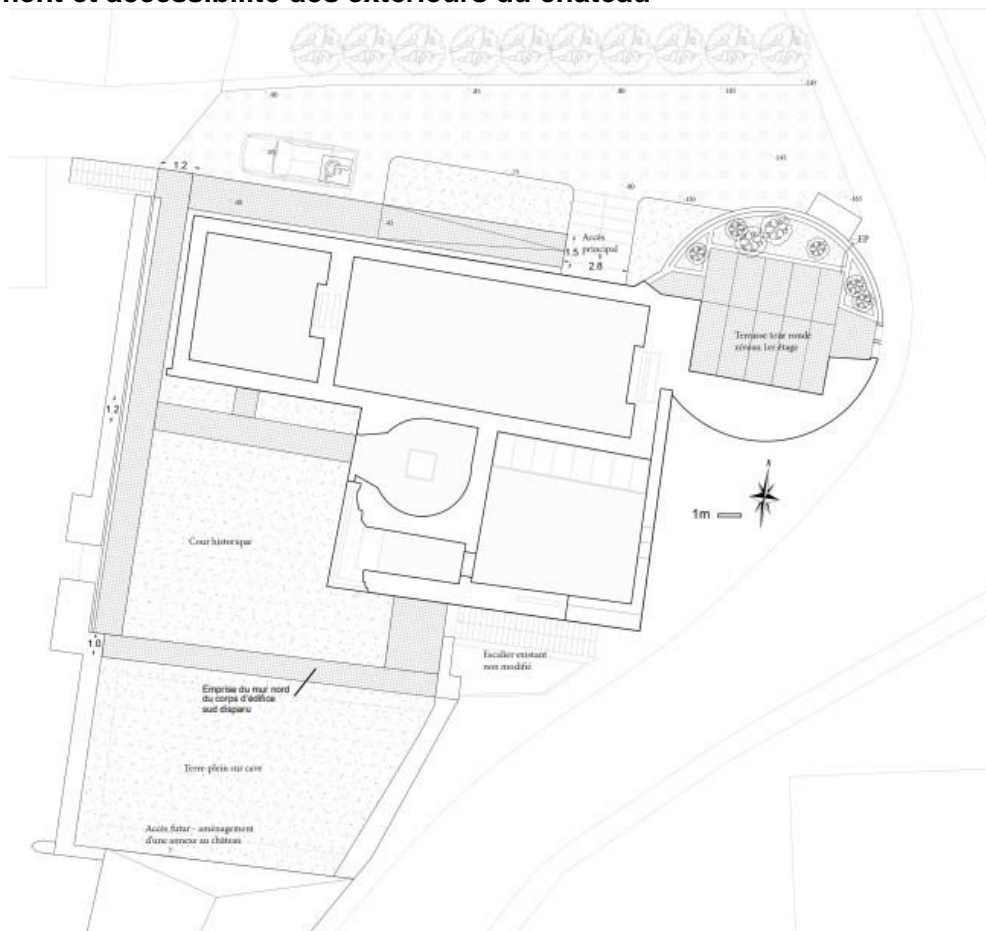 ment et accessibilité des extérieurs du château
1.2
Accès
principal
1.5
2.8
EP
Terrasse tour ronde
niveau 1er étage
1.2
N
1m
Cour historique
1.0
Escalier existant
non modifié
Emprise du mur nord
du corps d'édifice
sud disparu
Terre-plein sur cave
Accès futur - aménagement
d'une annexe au château